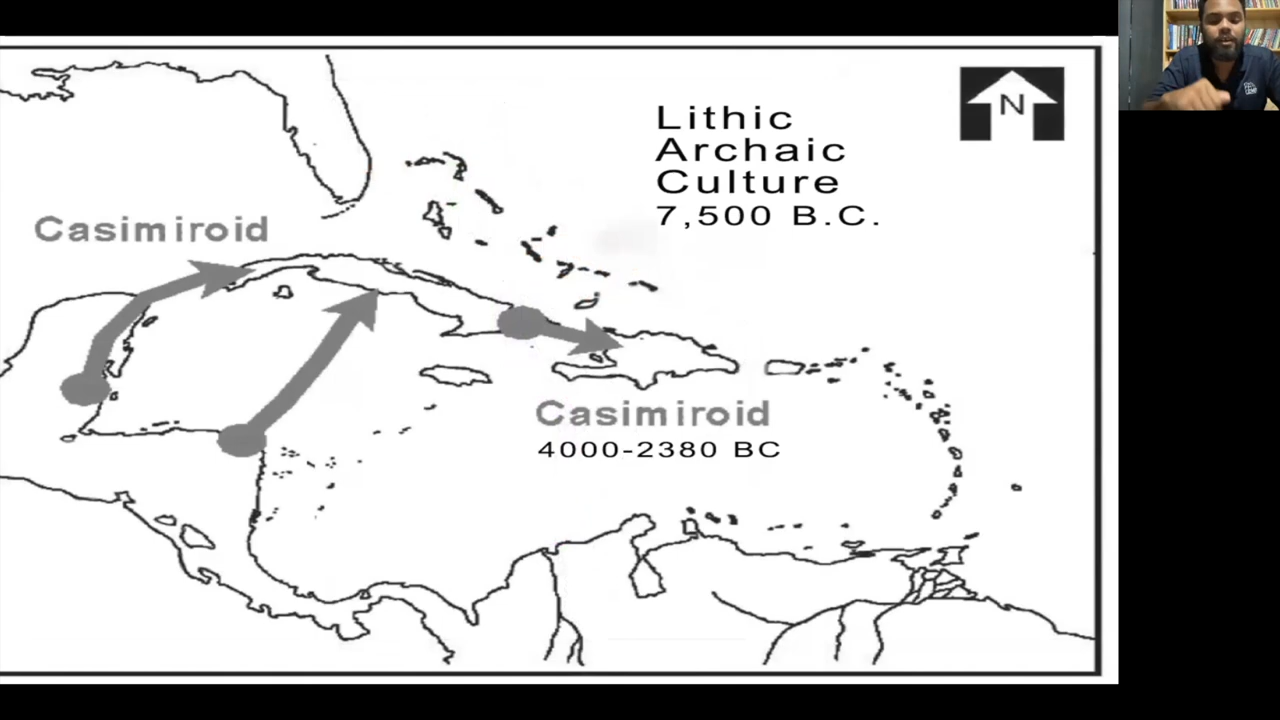 Lithic
Archaic
Culture
7,500 B.C.
N
Casimiroid
Casimiroid
4000-2380 BC